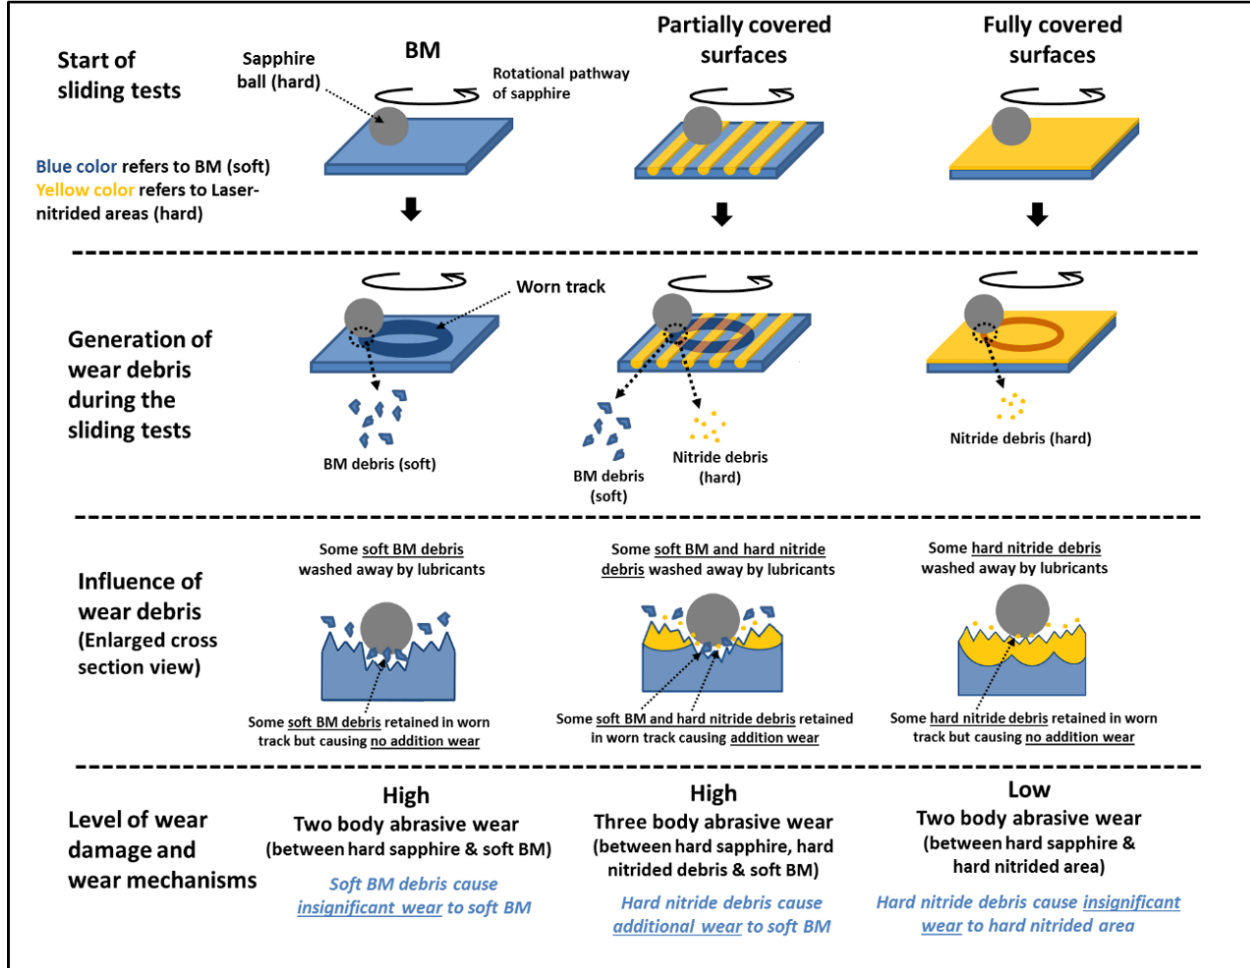 Start of
sliding tests
BM
Partially covered
surfaces
Fully covered
surfaces
Sapphire
ball (hard)
Rotational pathway
of sapphire
Blue color refers to BM (soft)
Yellow color refers to Laser-
nitrided areas (hard)
Generation of
wear debris
during the
sliding tests
Worn track
BM debris (soft)
BM debris
(soft)
Nitride debris
(hard)
Nitride debris (hard)
Influence of
wear debris
(Enlarged cross
section view)
Some soft BM debris
washed away by lubricants
Some soft BM and hard nitride
debris washed away by lubricants
Some hard nitride debris
washed away by lubricants
Some soft BM debris retained in worn
track but causing no addition wear
Some soft BM and hard nitride debris retained
in worn track causing addition wear
Some hard nitride debris retained in worn
track but causing no addition wear
Level of wear
damage and
wear mechanisms
High
Two body abrasive wear
(between hard sapphire & soft BM)
Soft BM debris cause
insignificant wear to soft BM
High
Three body abrasive wear
(between hard sapphire, hard
nitrided debris & soft BM)
Hard nitride debris cause
additional wear to soft BM
Low
Two body abrasive wear
(between hard sapphire &
hard nitrided area)
Hard nitride debris cause insignificant
wear to hard nitrided area